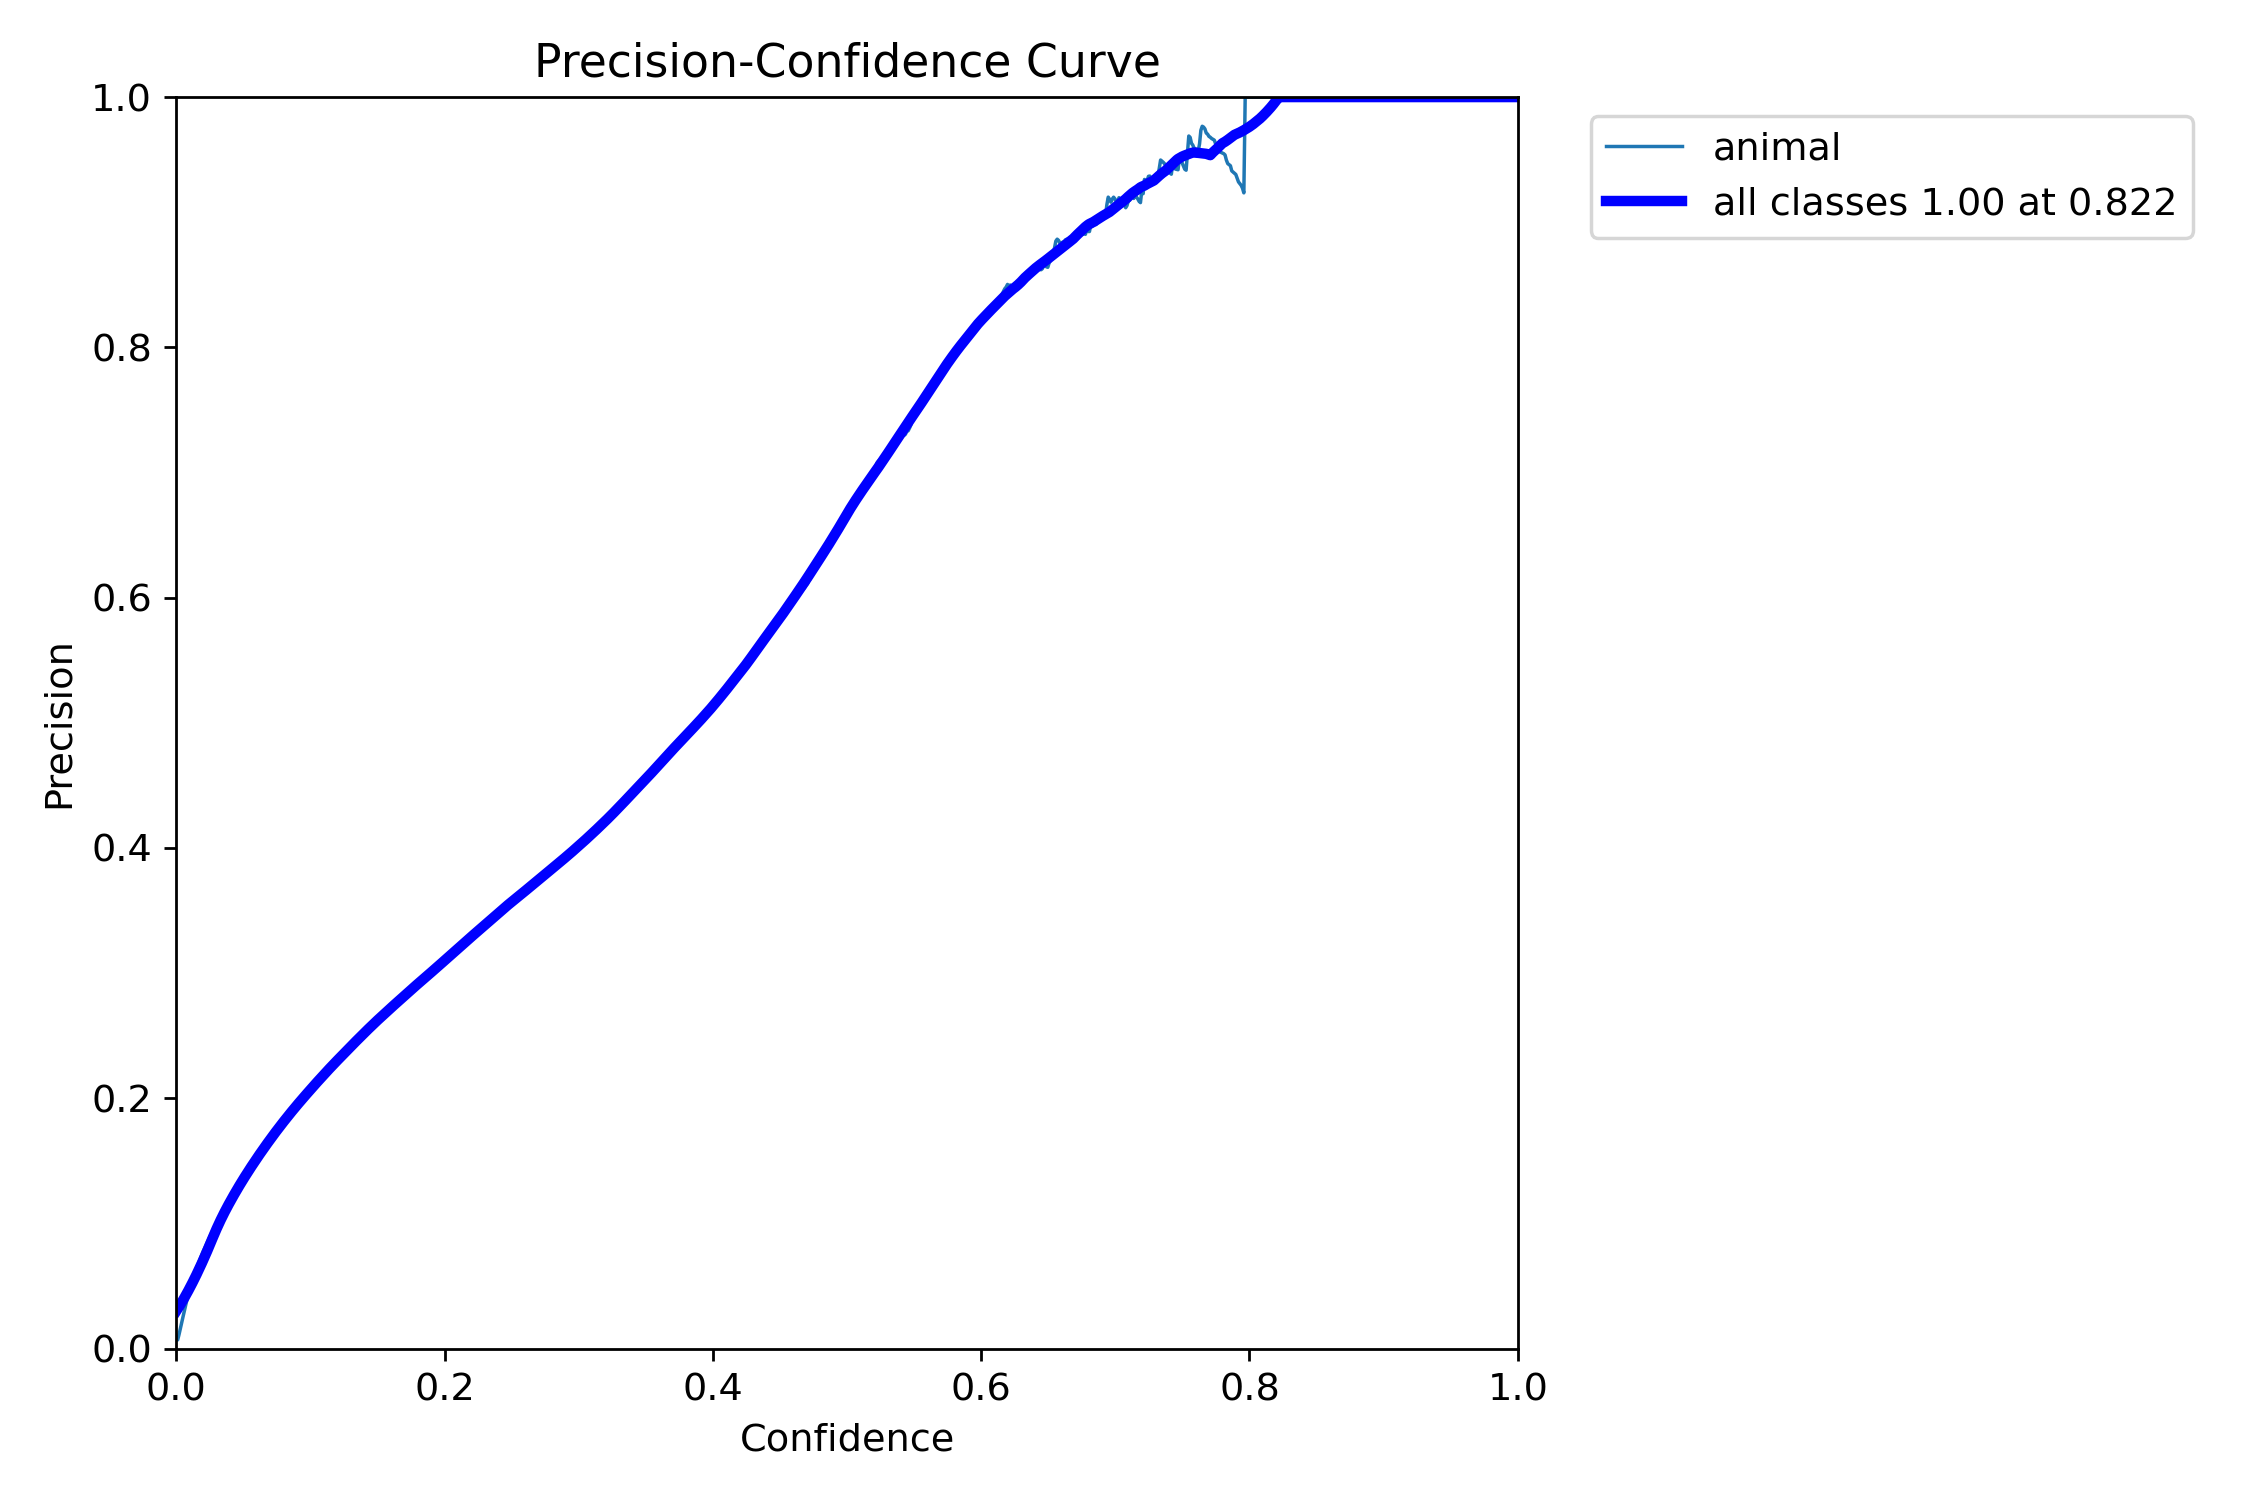 Precision-Confidence Curve
1.0
0.8
0.6
0.4
0.2
0.0
Precision
0.0 0.2 0.4 0.6 0.8 1.0
Confidence
animal
all classes 1.00 at 0.822